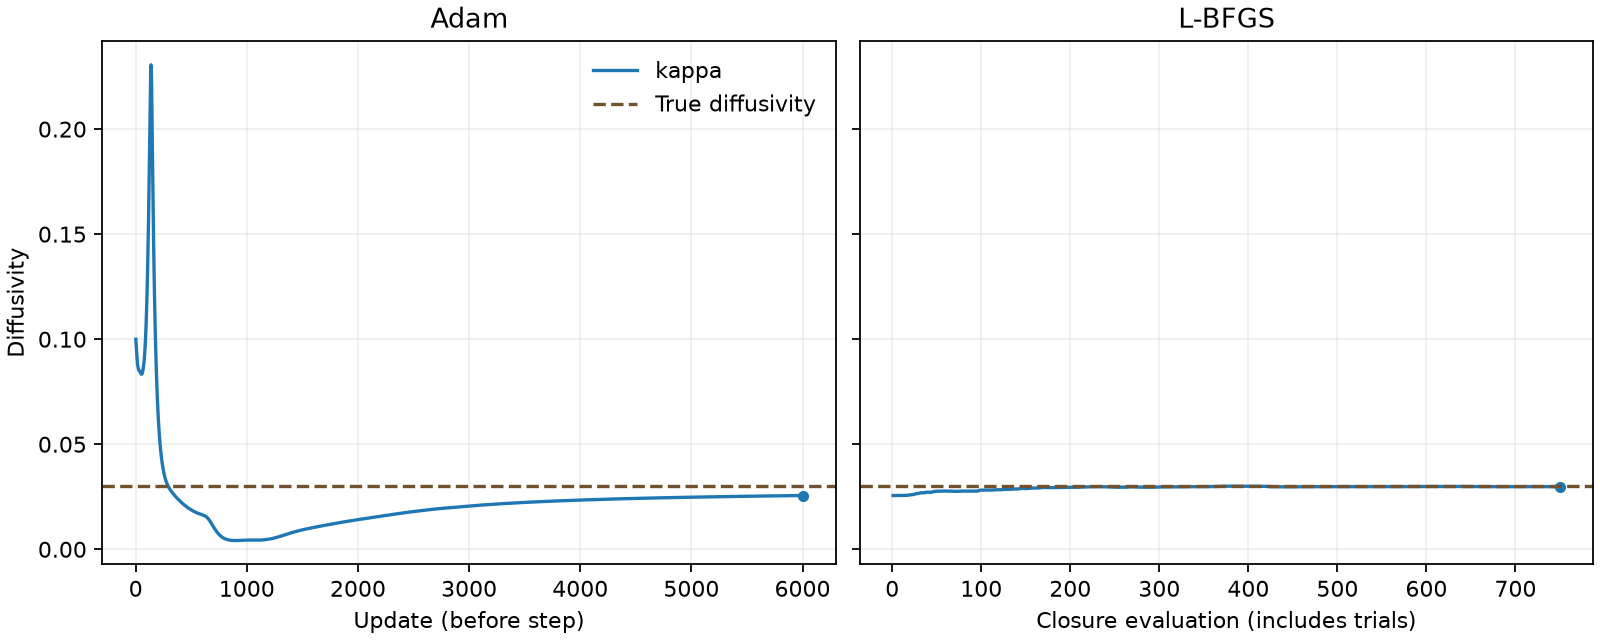 Adam
L-BFGS
kappa
True diffusivity
Diffusivity
0.20
0.15
0.10
0.05
0.00
0 1000 2000 3000 4000 5000 6000
0 100 200 300 400 500 600 700
Update (before step)
Closure evaluation (includes trials)